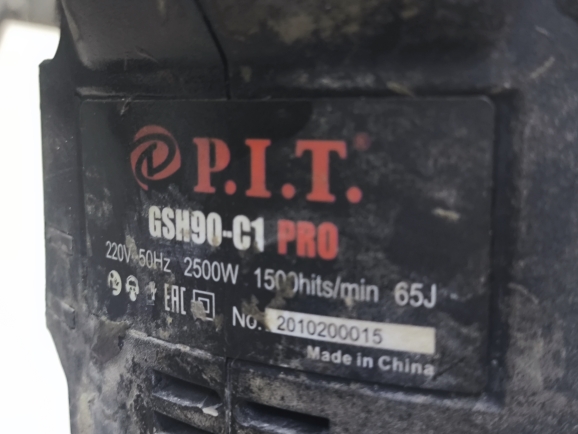 P.I.T.®
GSH90-C1 PRO
220V~50Hz 2500W 1500hits/min 65J
EAC No.: 2010200015
Made in China